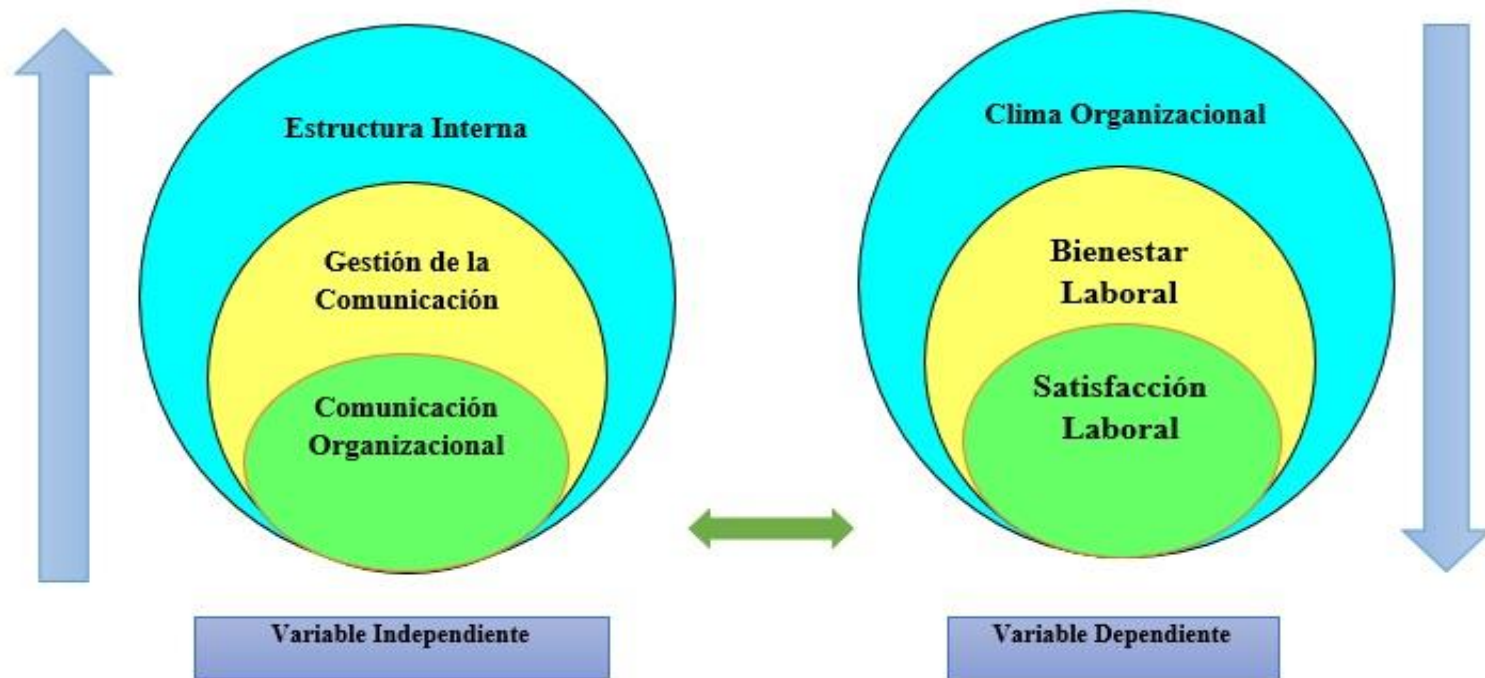 Estructura Interna
Gestión de la
Comunicación
Comunicación
Organizacional
Variable Independiente
Clima Organizacional
Bienestar
Laboral
Satisfacción
Laboral
Variable Dependiente